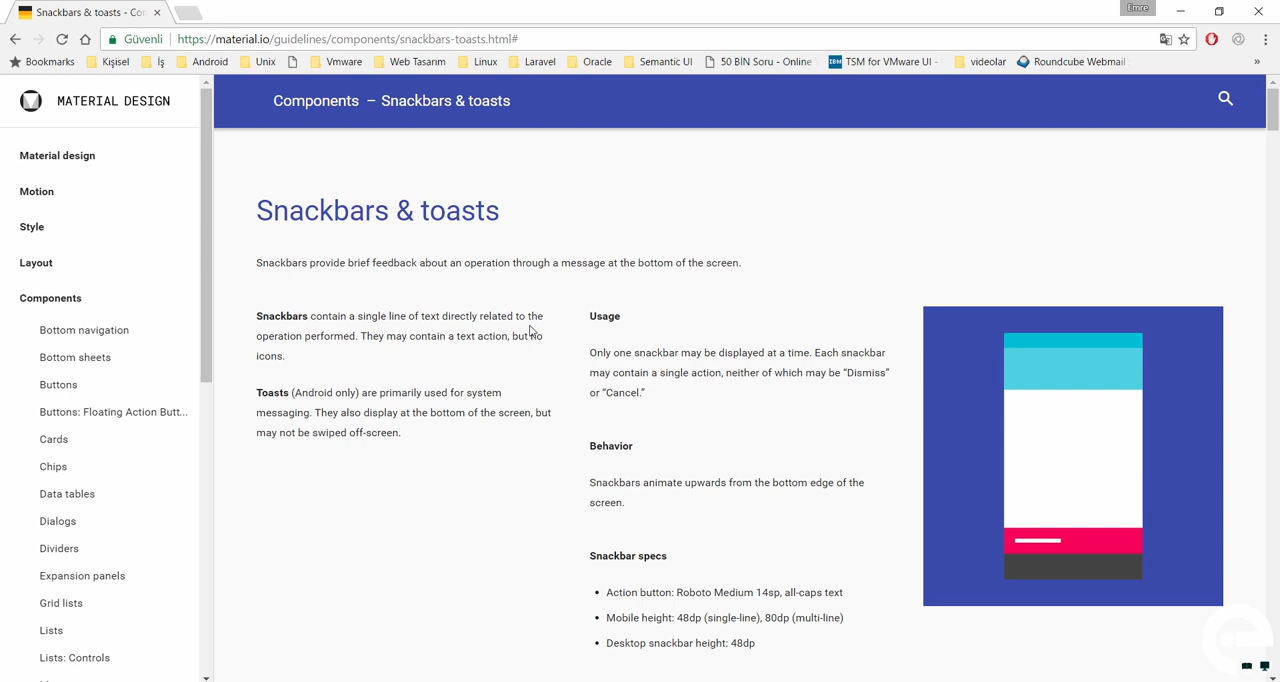 Snackbars & toasts - Co
Emre
Güvenli
https://material.io/guidelines/components/snackbars-toasts.html#
Bookmarks
Kişisel
İş
Android
Unix
Vmware
Web Tasarım
Linux
Laravel
Oracle
Semantic UI
50 BİN Soru - Online
IBM
TSM for VMware UI -
videolar
Roundcube Webmail
»
MATERIAL DESIGN
Components – Snackbars & toasts
Material design
Motion
Style
Layout
Components
Bottom navigation
Bottom sheets
Buttons
Buttons: Floating Action Butt...
Cards
Chips
Data tables
Dialogs
Dividers
Expansion panels
Grid lists
Lists
Lists: Controls
Snackbars & toasts
Snackbars provide brief feedback about an operation through a message at the bottom of the screen.
Snackbars contain a single line of text directly related to the
operation performed. They may contain a text action, but no
icons.
Toasts (Android only) are primarily used for system
messaging. They also display at the bottom of the screen, but
may not be swiped off-screen.
Usage
Only one snackbar may be displayed at a time. Each snackbar
may contain a single action, neither of which may be “Dismiss”
or “Cancel.”
Behavior
Snackbars animate upwards from the bottom edge of the
screen.
Snackbar specs
• Action button: Roboto Medium 14sp, all-caps text
• Mobile height: 48dp (single-line), 80dp (multi-line)
• Desktop snackbar height: 48dp